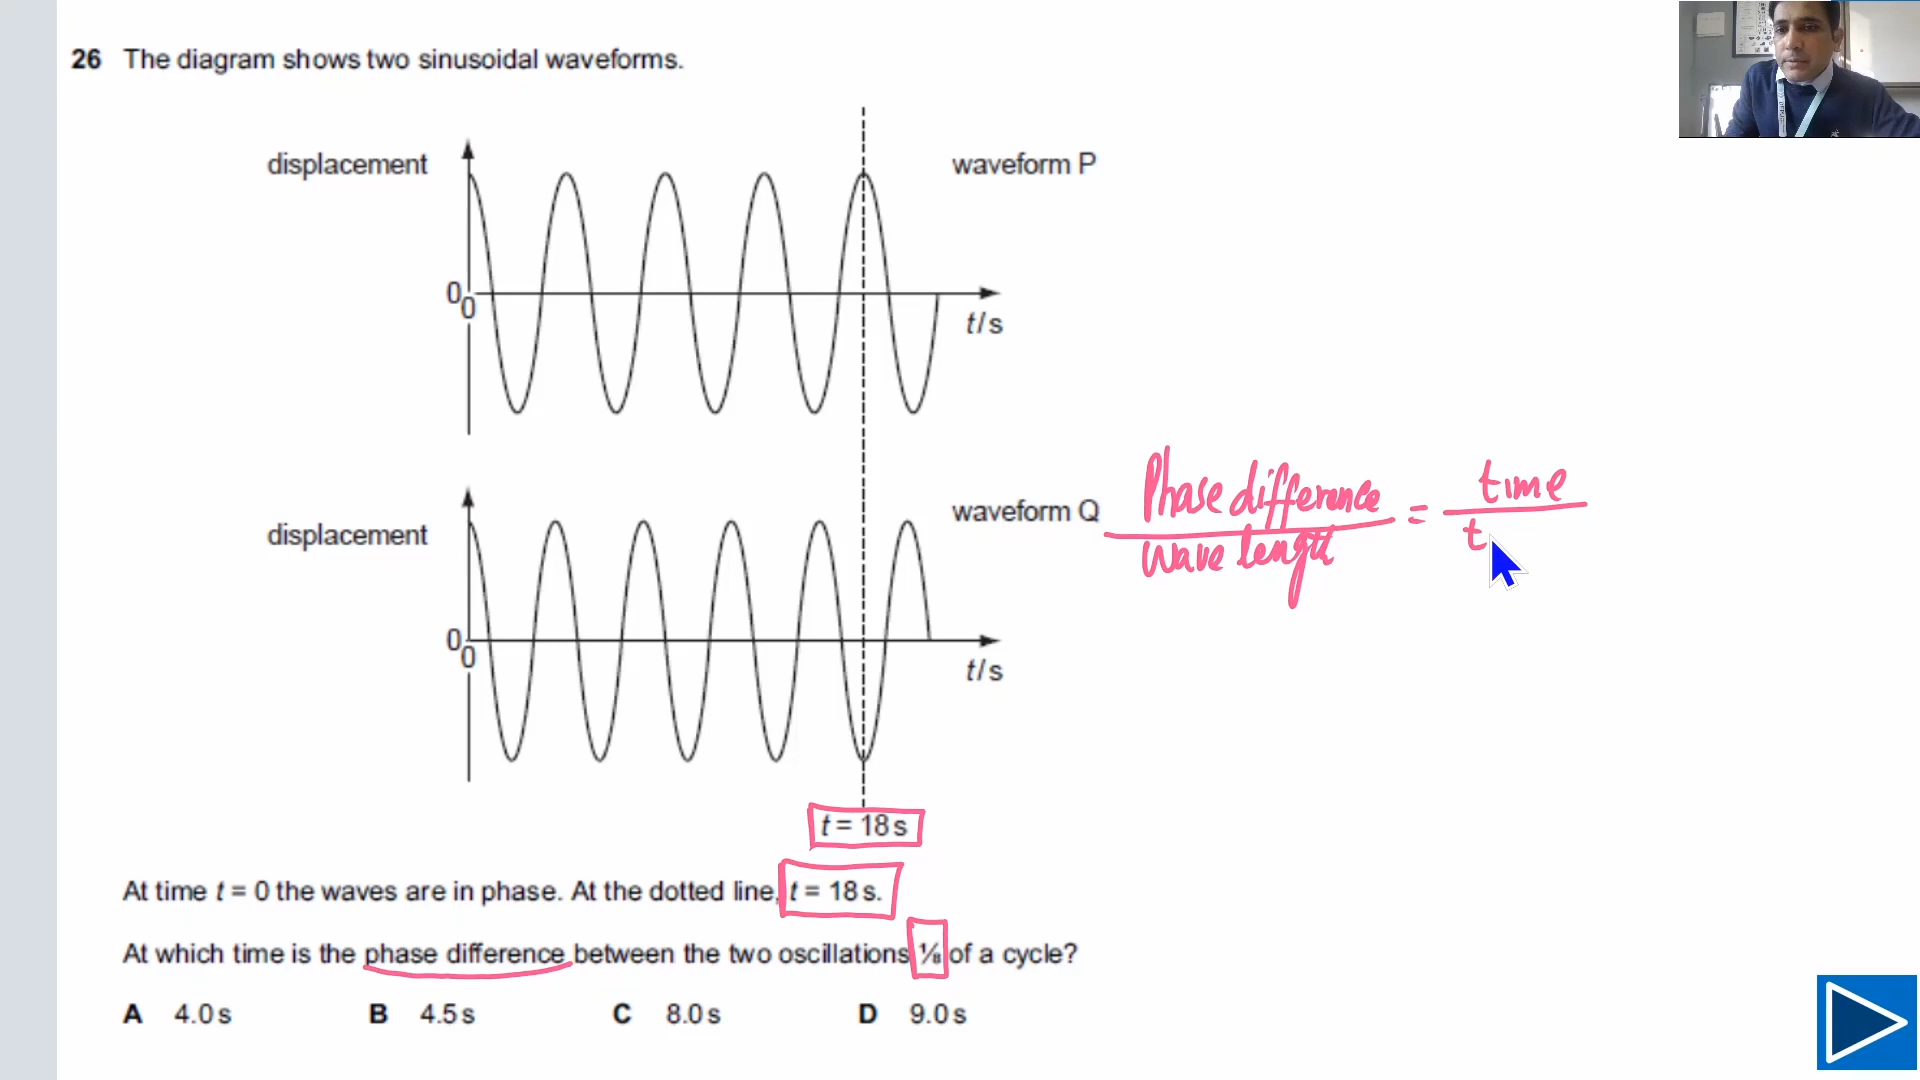 26 The diagram shows two sinusoidal waveforms.
displacement
waveform P
0
0
t/s
displacement
waveform Q
0
0
t/s
Phase difference / wave length = time / t
t = 18 s
At time t = 0 the waves are in phase. At the dotted line, t = 18 s.
At which time is the phase difference between the two oscillations ⅛ of a cycle?
A 4.0 s B 4.5 s C 8.0 s D 9.0 s